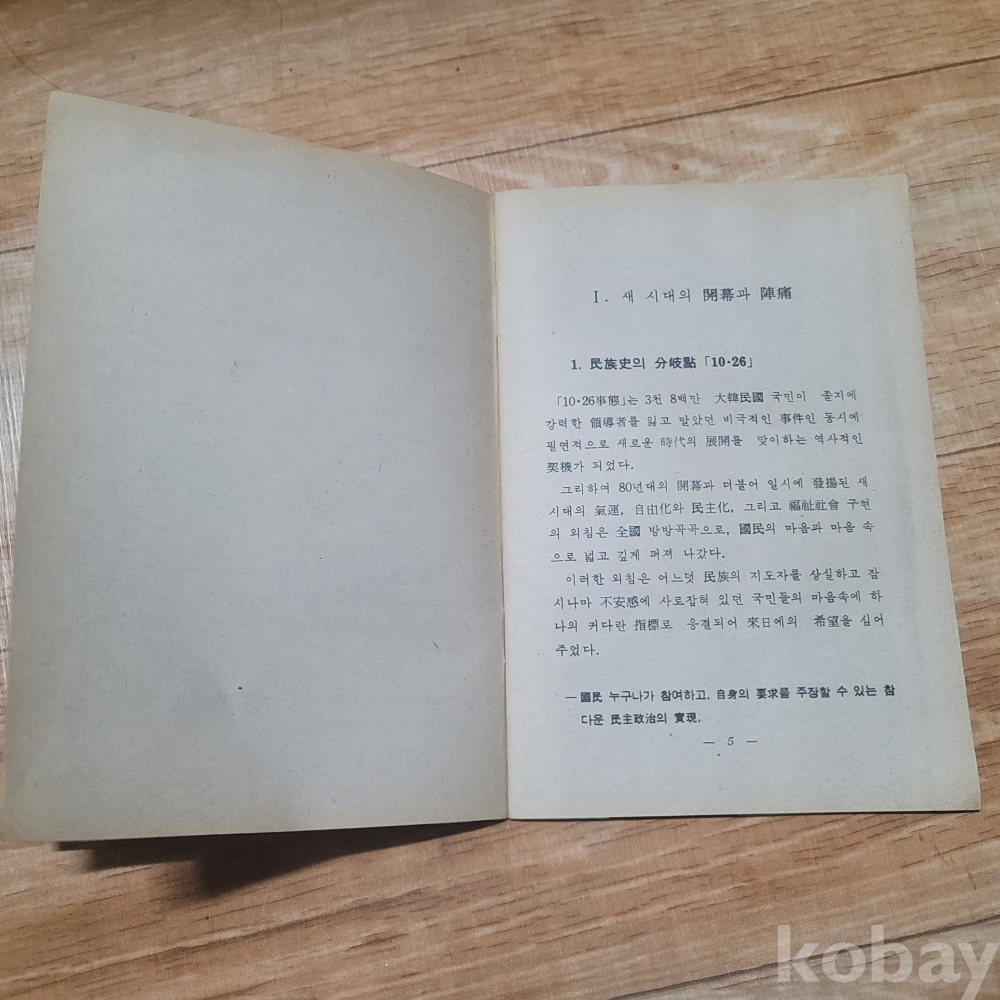 Ⅰ. 새 시대의 開幕과 陣痛
1. 民族史의 分岐點「10·26」
「10·26事態」는 3천 8백만 大韓民國 국민이 졸지에
강력한 領導者를 잃고 말았던 비극적인 事件인 동시에
필연적으로 새로운 時代의 展開를 맞이하는 역사적인
契機가 되었다.
그리하여 80년대의 開幕과 더불어 일시에 發揚된 새
시대의 氣運, 自由化와 民主化, 그리고 福祉社會 구현
의 외침은 全國 방방곡곡으로, 國民의 마음과 마음 속
으로 넓고 깊게 퍼져 나갔다.
이러한 외침은 어느덧 民族의 지도자를 상실하고 잠
시나마 不安感에 사로잡혀 있던 국민들의 마음속에 하
나의 커다란 指標로 응결되어 來日에의 希望을 심어
주었다.
— 國民 누구나가 참여하고, 自身의 要求를 주장할 수 있는 참
다운 民主政治의 實現.
— 5 —
kobay